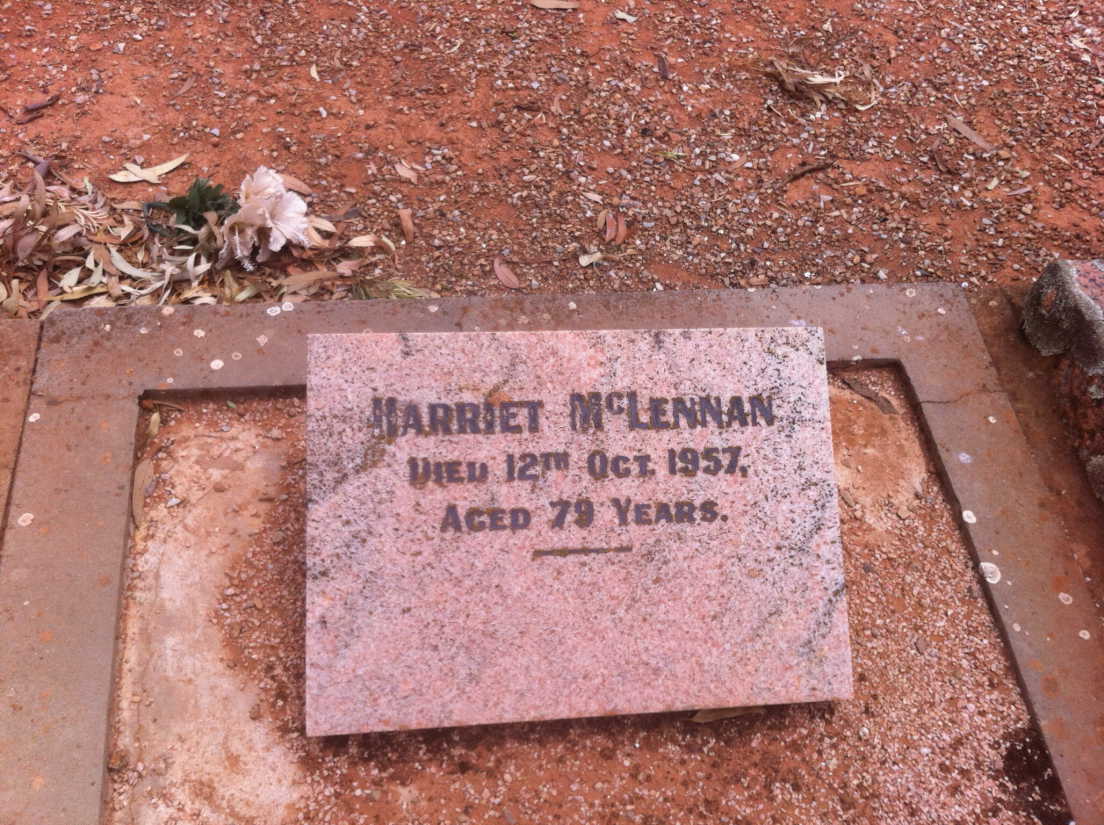 HARRIET McLENNAN
DIED 12TH OCT. 1957,
AGED 79 YEARS.